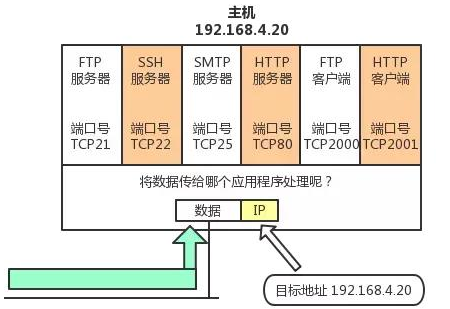 主机
192.168.4.20
FTP
服务器
端口号
TCP21
SSH
服务器
端口号
TCP22
SMTP
服务器
端口号
TCP25
HTTP
服务器
端口号
TCP80
FTP
客户端
端口号
TCP2000
HTTP
客户端
端口号
TCP2001
将数据传给哪个应用程序处理呢？
数据 IP
目标地址 192.168.4.20